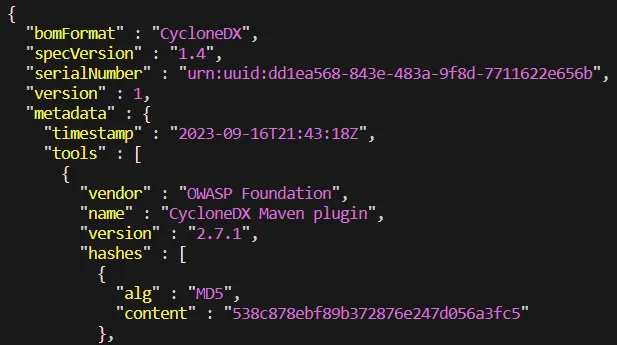 {
"bomFormat" : "CycloneDX",
"specVersion" : "1.4",
"serialNumber" : "urn:uuid:dd1ea568-843e-483a-9f8d-7711622e656b",
"version" : 1,
"metadata" : {
"timestamp" : "2023-09-16T21:43:18Z",
"tools" : [
{
"vendor" : "OWASP Foundation",
"name" : "CycloneDX Maven plugin",
"version" : "2.7.1",
"hashes" : [
{
"alg" : "MD5",
"content" : "538c878ebf89b372876e247d056a3fc5"
},